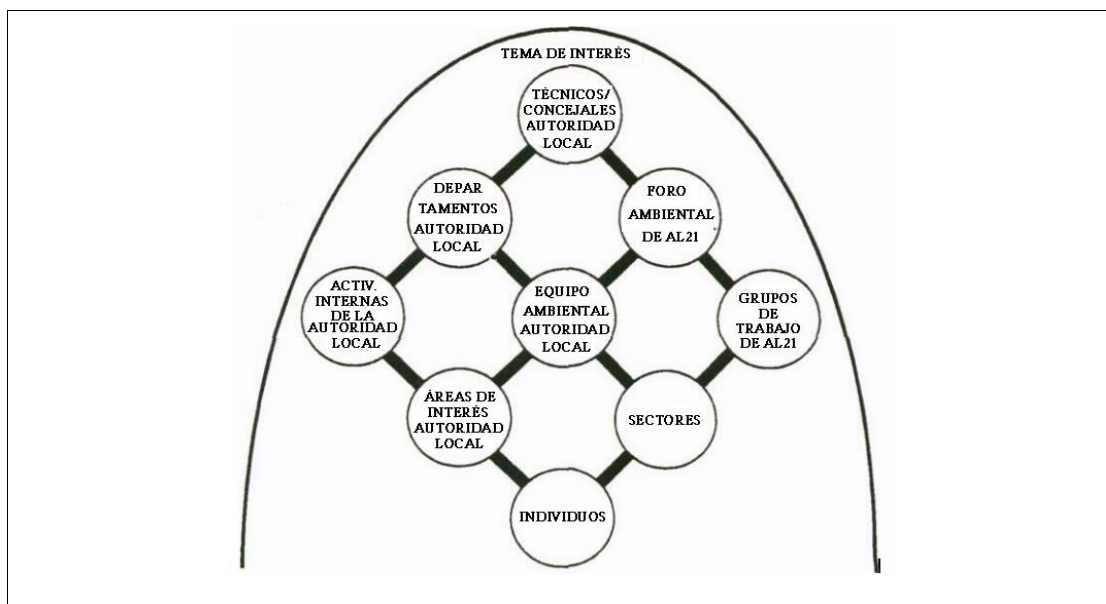 TEMA DE INTERÉS
TÉCNICOS/
CONCEJALES
AUTORIDAD
LOCAL
DEPAR
TAMENTOS
AUTORIDAD
LOCAL
FORO
AMBIENTAL
DE AL21
ACTIV.
INTERNAS
DE LA
AUTORIDAD
LOCAL
EQUIPO
AMBIENTAL
AUTORIDAD
LOCAL
GRUPOS
DE
TRABAJO
DE AL21
ÁREAS DE
INTERÉS
AUTORIDAD
LOCAL
SECTORES
INDIVIDUOS